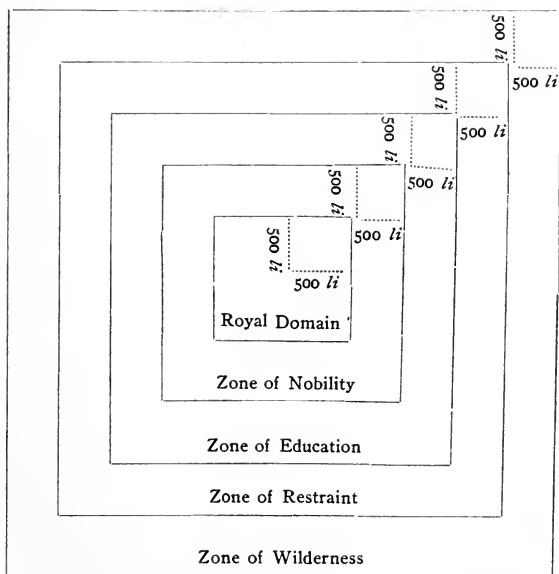 500 li
500 li
500 li
500 li
500 li
500 li
500 li
500 li
500 li
500 li
Royal Domain
Zone of Nobility
Zone of Education
Zone of Restraint
Zone of Wilderness